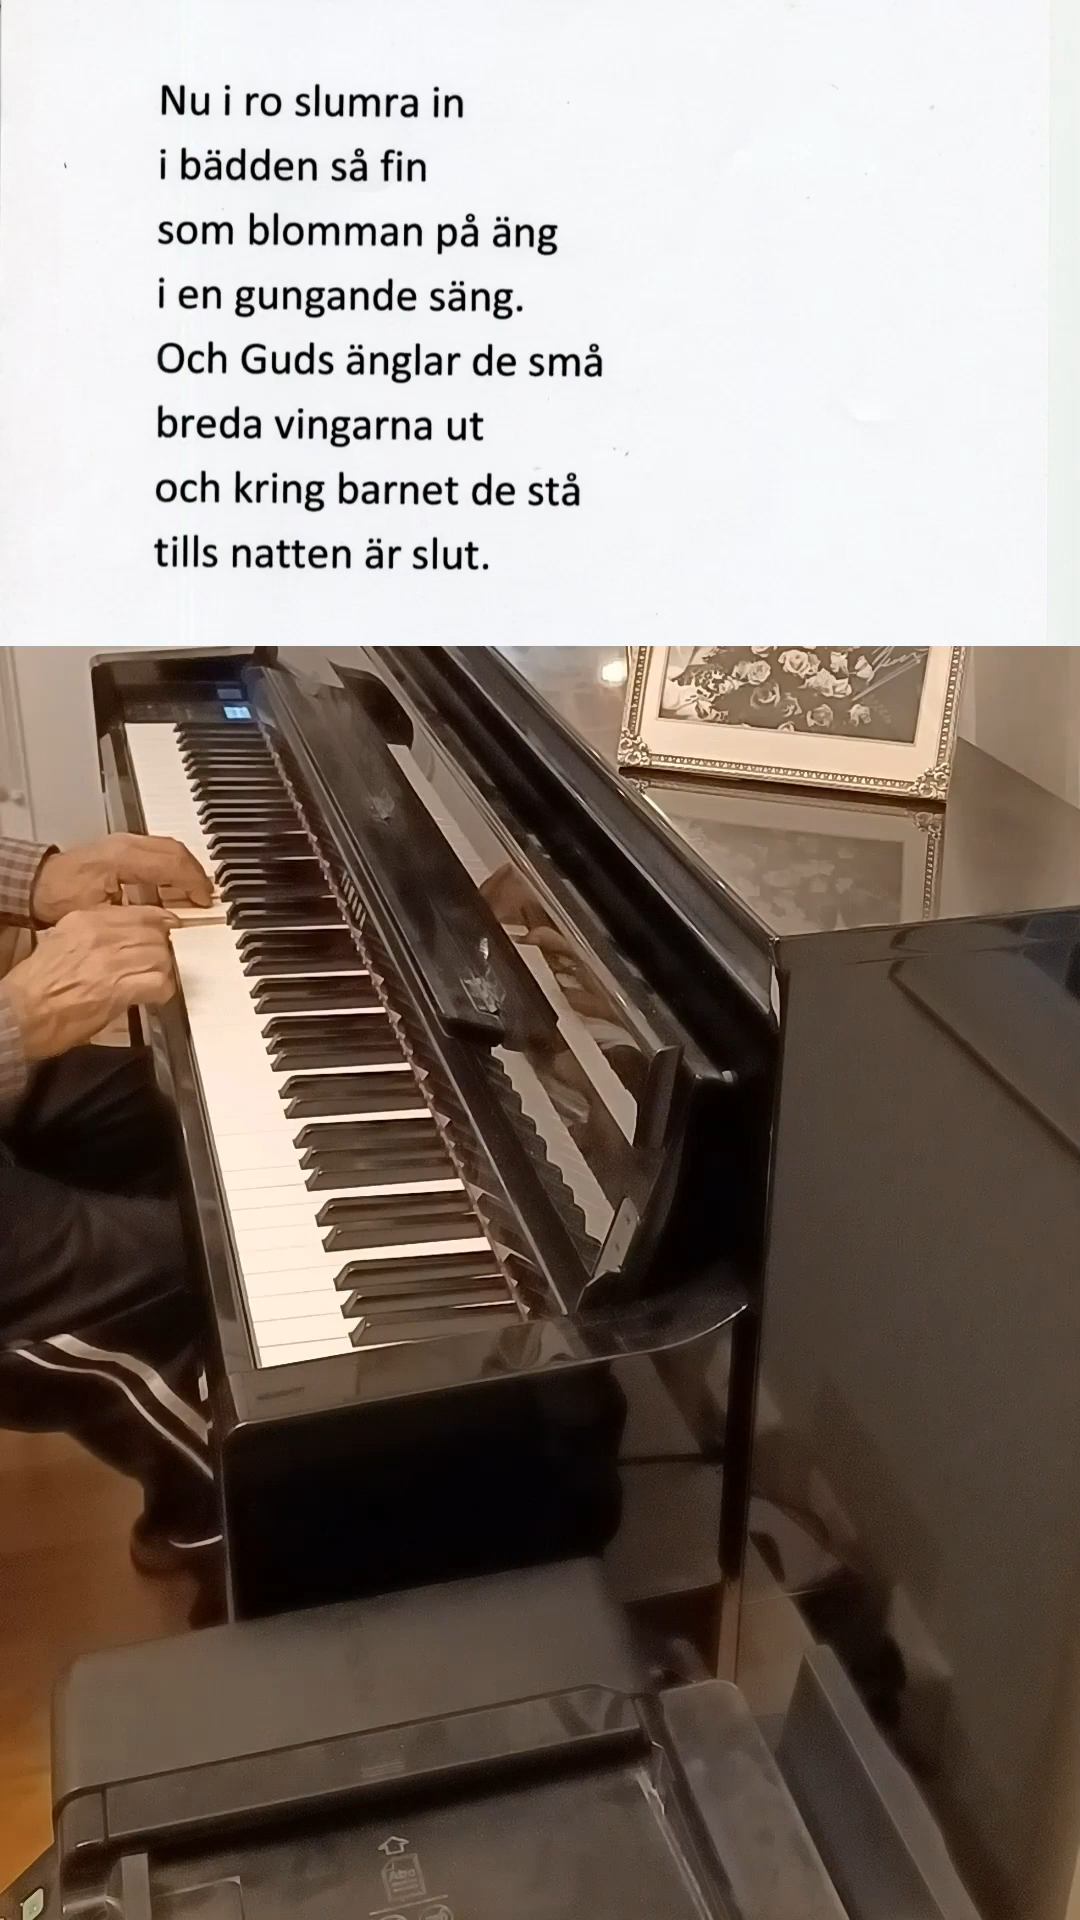 Nu i ro slumra in
i bädden så fin
som blomman på äng
i en gungande säng.
Och Guds änglar de små
breda vingarna ut
och kring barnet de stå
tills natten är slut.